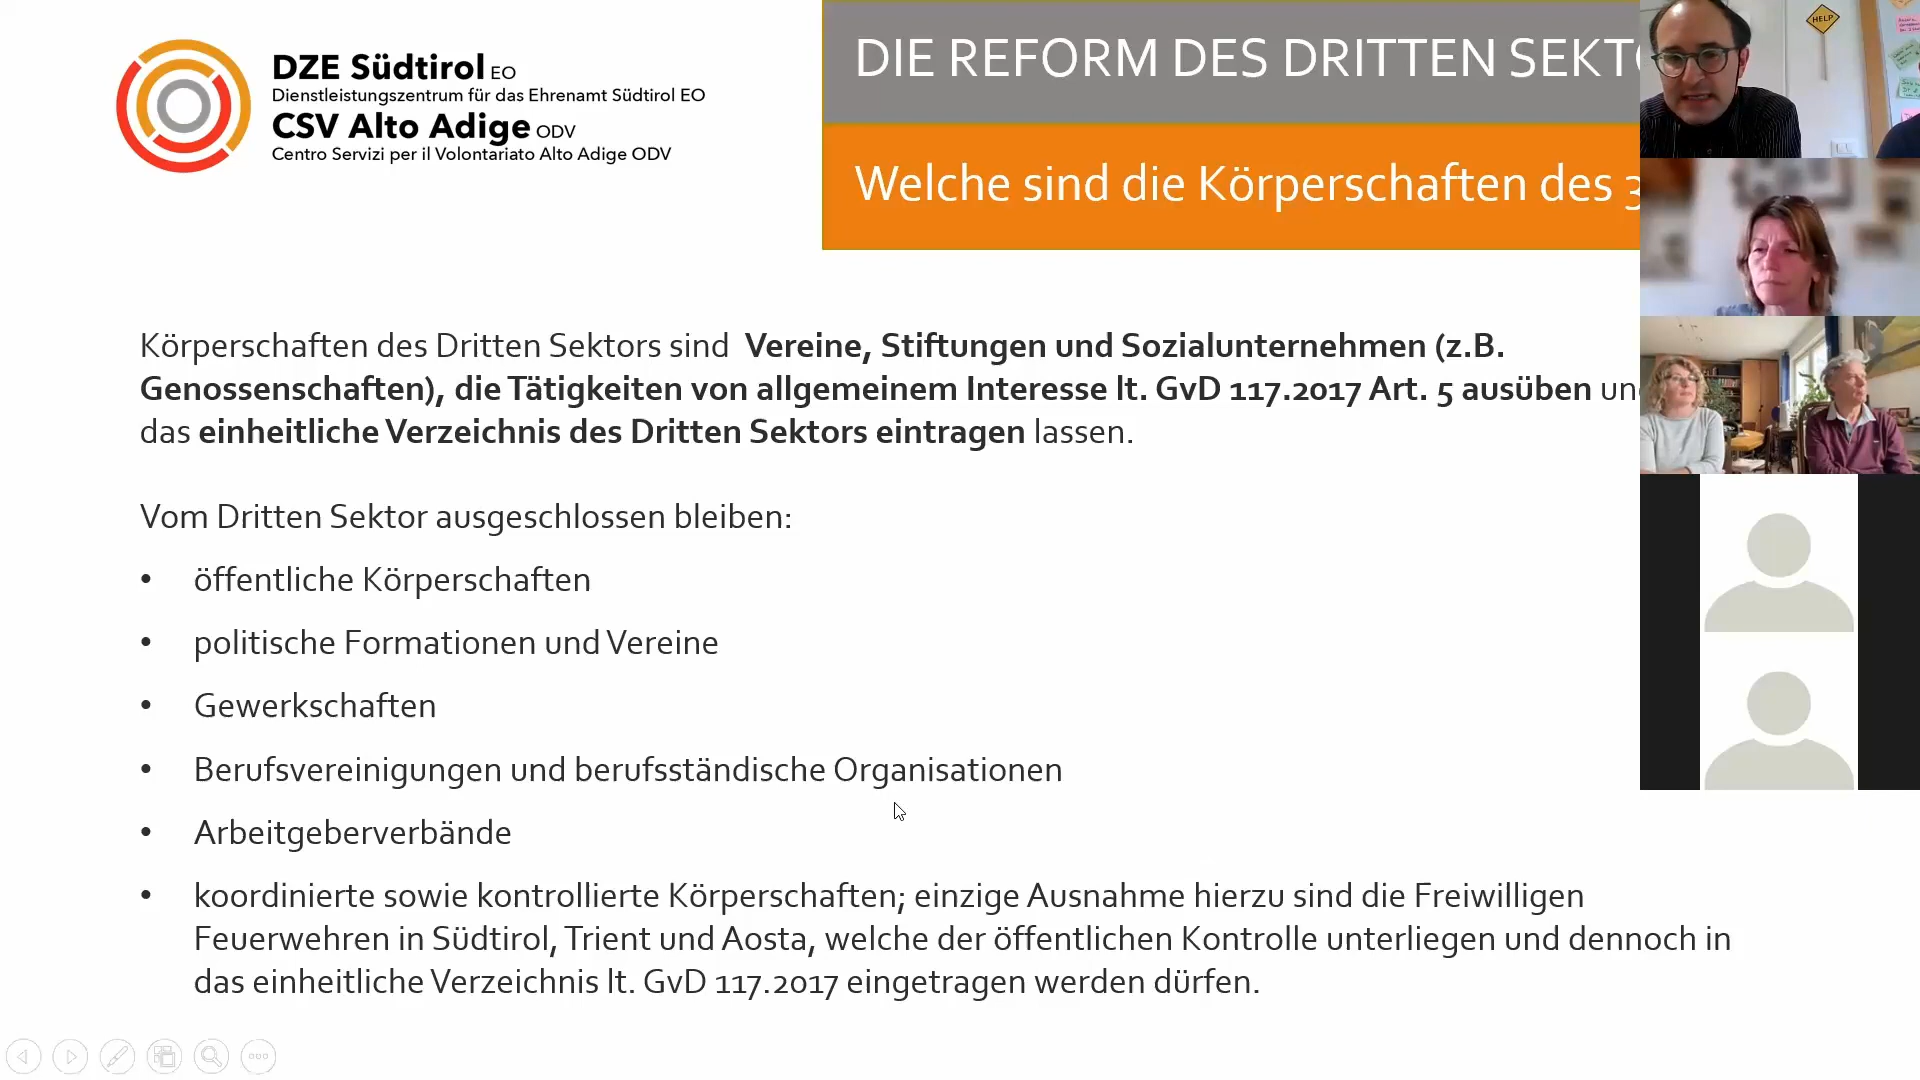 DZE Südtirol EO
Dienstleistungszentrum für das Ehrenamt Südtirol EO
CSV Alto Adige ODV
Centro Servizi per il Volontariato Alto Adige ODV
DIE REFORM DES DRITTEN
Welche sind die Körperschaften des
HELP
Körperschaften des Dritten Sektors sind Vereine, Stiftungen und Sozialunternehmen (z.B.
Genossenschaften), die Tätigkeiten von allgemeinem Interesse lt. GvD 117.2017 Art. 5 ausüben
das einheitliche Verzeichnis des Dritten Sektors eintragen lassen.
Vom Dritten Sektor ausgeschlossen bleiben:
• öffentliche Körperschaften
• politische Formationen und Vereine
• Gewerkschaften
• Berufsvereinigungen und berufsständische Organisationen
• Arbeitgeberverbände
• koordinierte sowie kontrollierte Körperschaften; einzige Ausnahme hierzu sind die Freiwilligen
Feuerwehren in Südtirol, Trient und Aosta, welche der öffentlichen Kontrolle unterliegen und dennoch in
das einheitliche Verzeichnis lt. GvD 117.2017 eingetragen werden dürfen.